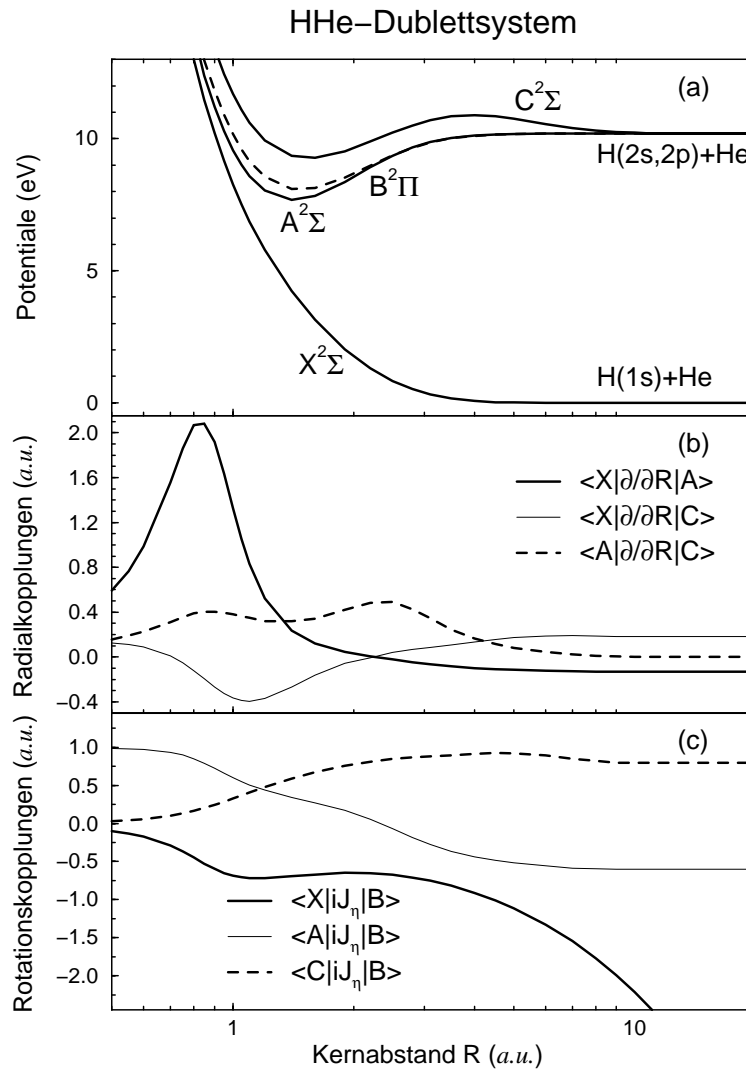 HHe−Dublettsystem
(a)
C²Σ
10
H(2s,2p)+He
B²Π
A²Σ
Potentiale (eV)
5
X²Σ
H(1s)+He
0
(b)
2.0
1.6
<X|∂/∂R|A>
1.2
<X|∂/∂R|C>
0.8
<A|∂/∂R|C>
0.4
0.0
−0.4
Radialkopplungen (a.u.)
(c)
1.0
0.5
0.0
−0.5
−1.0
<X|iJ_η|B>
−1.5
<A|iJ_η|B>
−2.0
<C|iJ_η|B>
Rotationskopplungen (a.u.)
1
10
Kernabstand R (a.u.)